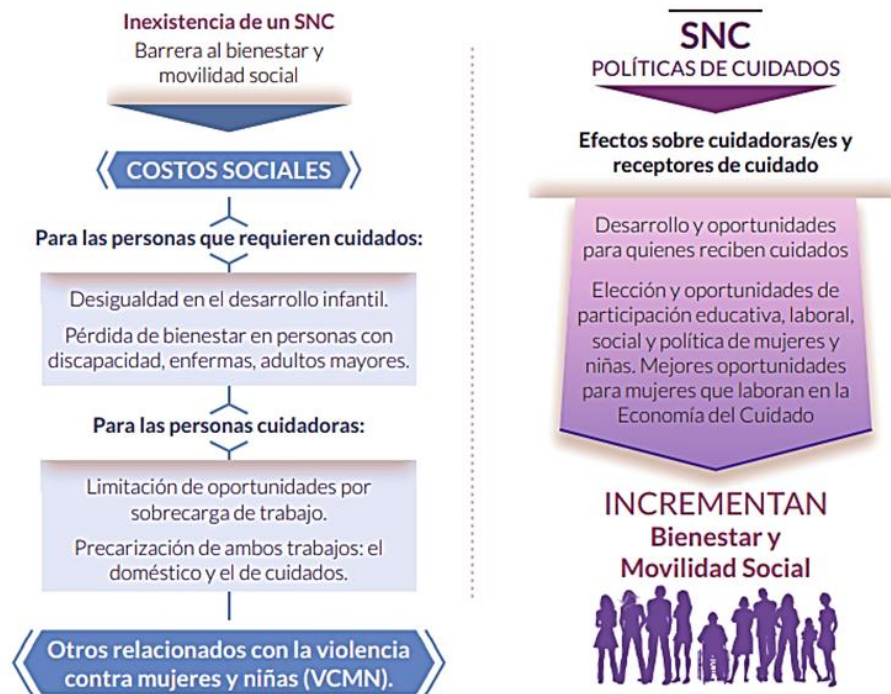 Inexistencia de un SNC
Barrera al bienestar y
movilidad social
COSTOS SOCIALES
Para las personas que requieren cuidados:
Desigualdad en el desarrollo infantil.
Pérdida de bienestar en personas con
discapacidad, enfermas, adultos mayores.
Para las personas cuidadoras:
Limitación de oportunidades por
sobrecarga de trabajo.
Precarización de ambos trabajos: el
doméstico y el de cuidados.
Otros relacionados con la violencia
contra mujeres y niñas (VCMN).
SNC
POLÍTICAS DE CUIDADOS
Efectos sobre cuidadoras/es y
receptores de cuidado
Desarrollo y oportunidades
para quienes reciben cuidados
Elección y oportunidades de
participación educativa, laboral,
social y política de mujeres y
niñas. Mejores oportunidades
para mujeres que laboran en la
Economía del Cuidado
INCREMENTAN
Bienestar y
Movilidad Social